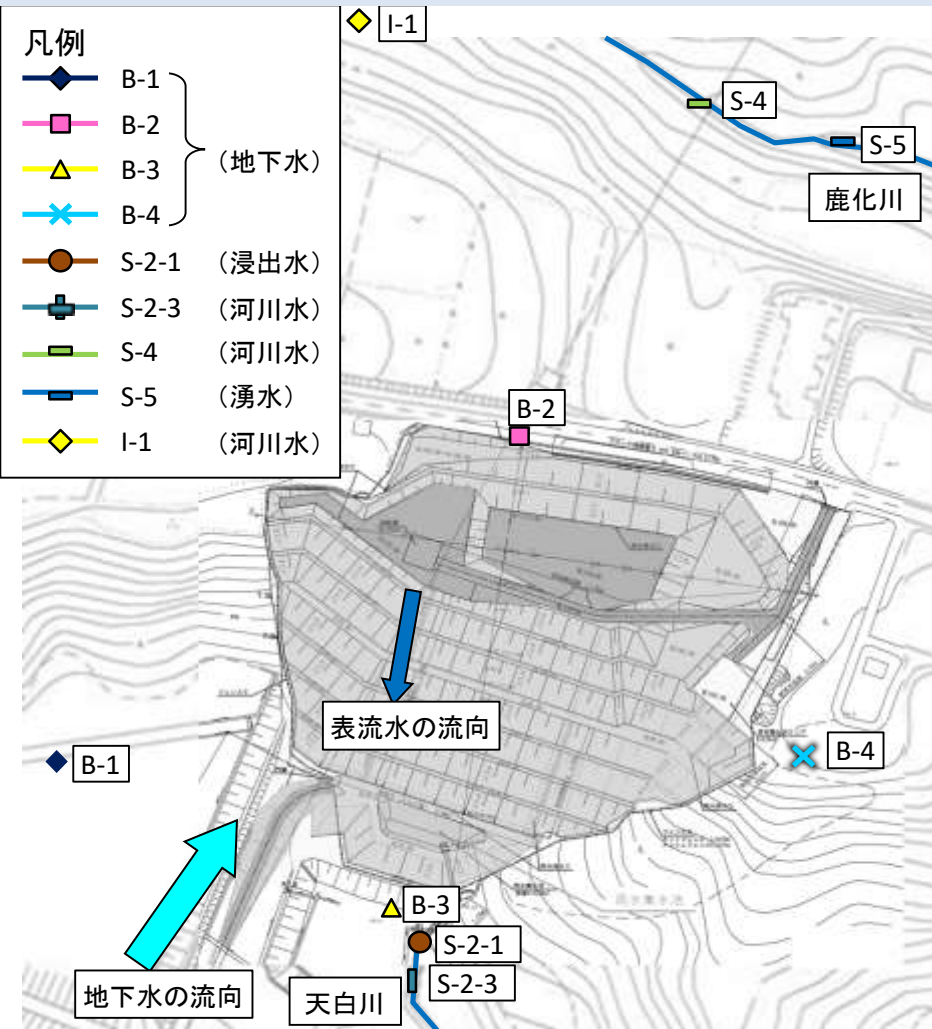 凡例
B-1
B-2
B-3
B-4
（地下水）
S-2-1 （浸出水）
S-2-3 （河川水）
S-4 （河川水）
S-5 （湧水）
I-1 （河川水）
I-1
S-4
S-5
鹿化川
B-2
表流水の流向
B-1
B-4
B-3
S-2-1
S-2-3
地下水の流向
天白川